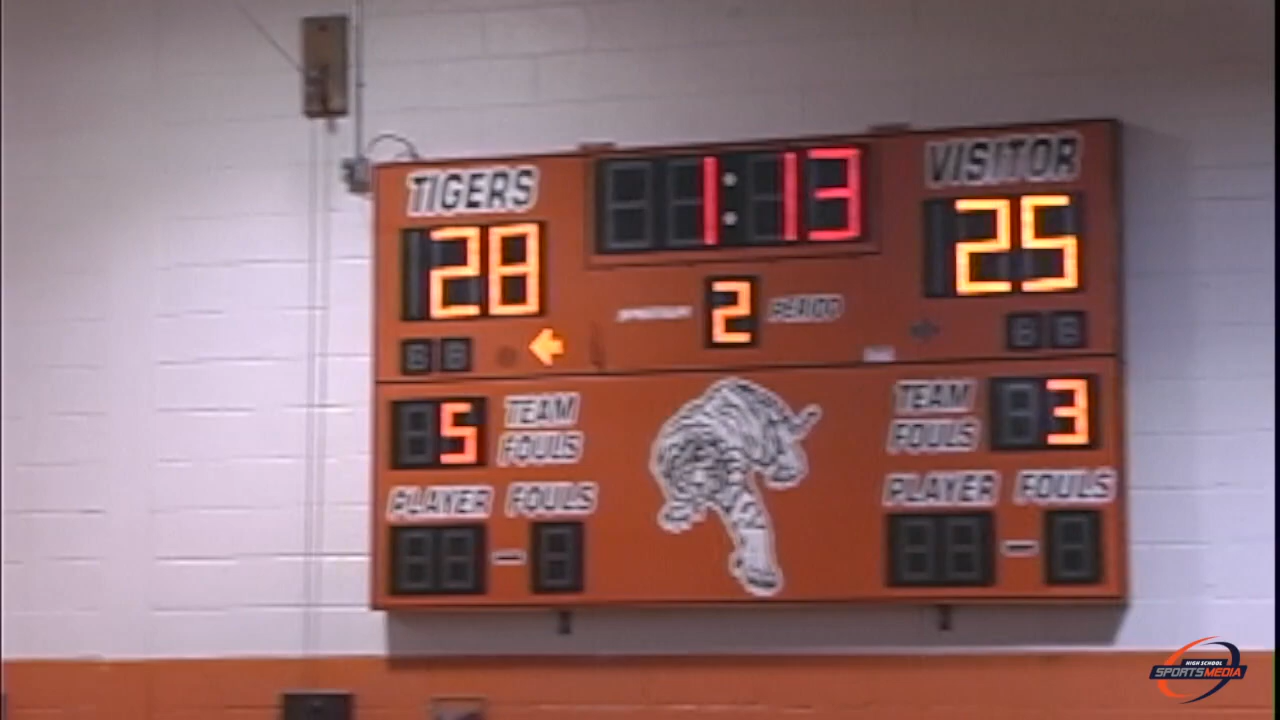 TIGERS
1:13
VISITOR
28
25
2 PERIOD
5 TEAM FOULS
TEAM FOULS 3
PLAYER FOULS
PLAYER FOULS
HIGH SCHOOL
SPORTSMEDIA